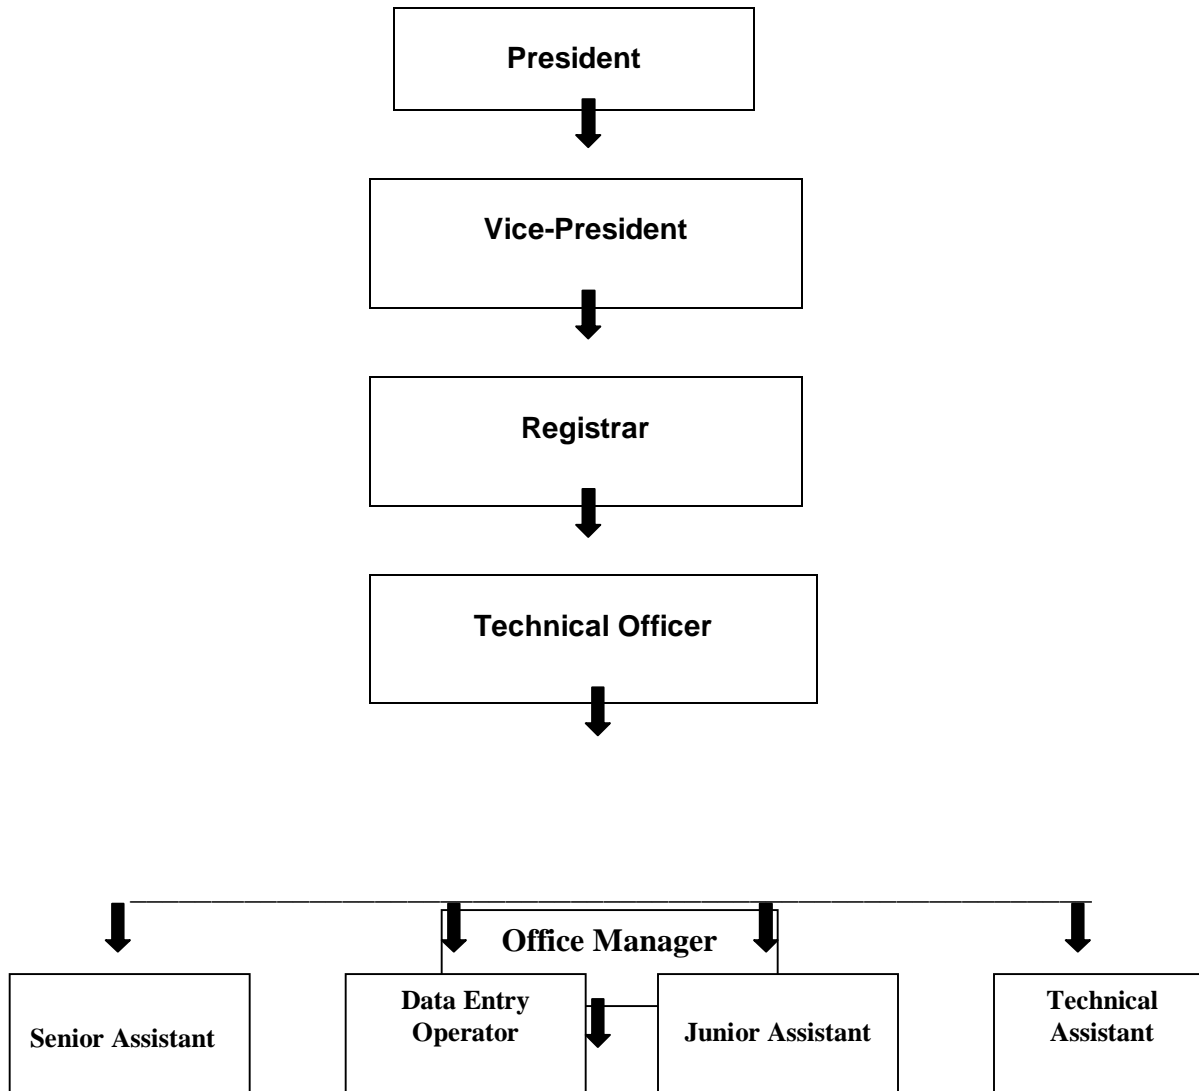 President
Vice-President
Registrar
Technical Officer
Office Manager
Senior Assistant
Data Entry
Operator
Junior Assistant
Technical
Assistant